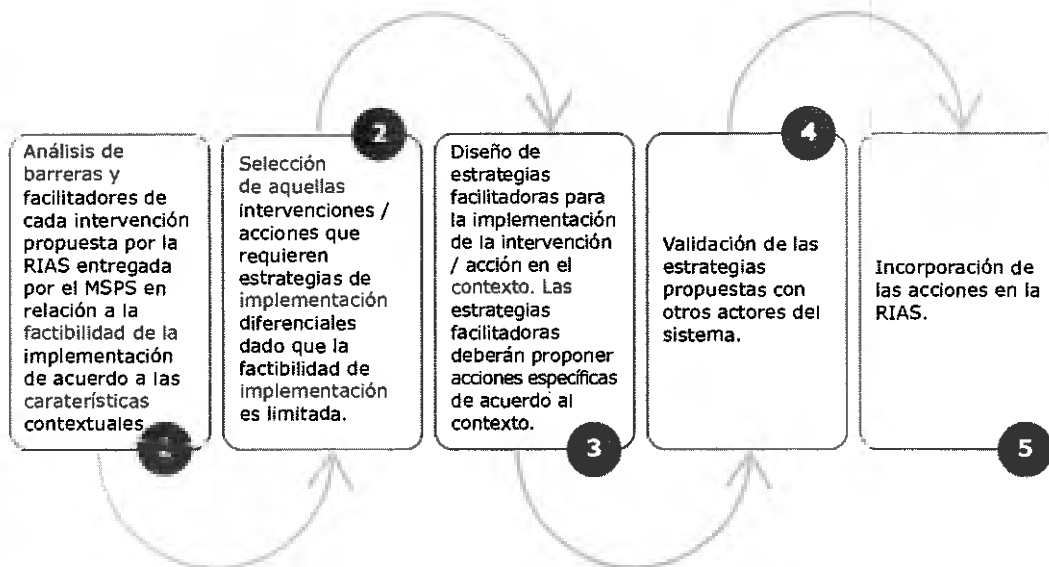 Análisis de
barreras y
facilitadores de
cada intervención
propuesta por la
RIAS entregada
por el MSPS en
relación a la
factibilidad de la
implementación
de acuerdo a las
caraterísticas
contextuales
1
2
Selección
de aquellas
intervenciones /
acciones que
requieren
estrategias de
implementación
diferenciales
dado que la
factibilidad de
implementación
es limitada.
Diseño de
estrategias
facilitadoras para
la implementación
de la intervención
/ acción en el
contexto. Las
estrategias
facilitadoras
deberán proponer
acciones específicas
de acuerdo al
contexto.
3
4
Validación de las
estrategias
propuestas con
otros actores del
sistema.
Incorporación de
las acciones en la
RIAS.
5